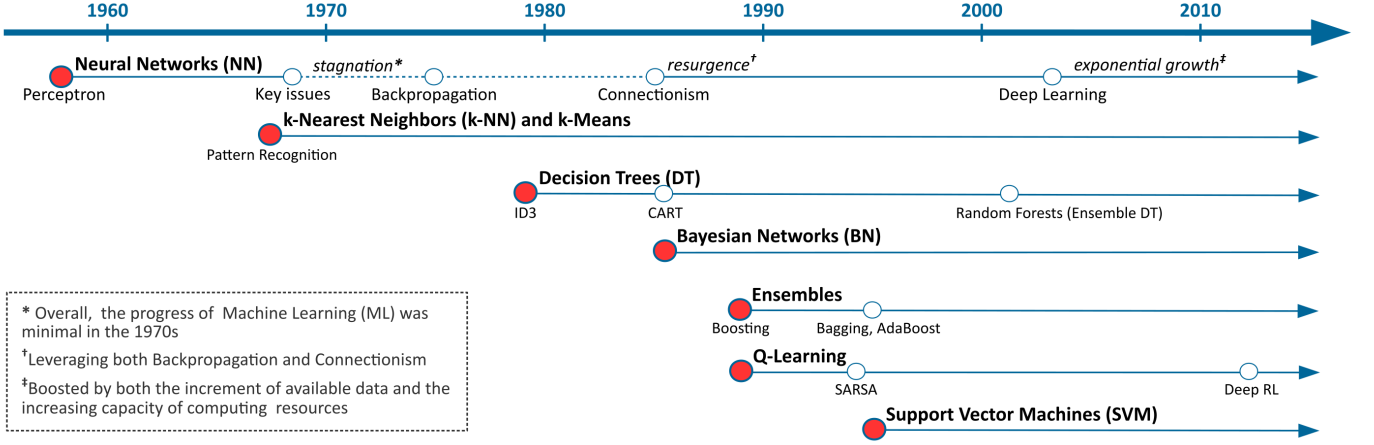 1960 1970 1980 1990 2000 2010
Neural Networks (NN) stagnation* resurgence† exponential growth‡
Perceptron Key issues Backpropagation Connectionism Deep Learning
k-Nearest Neighbors (k-NN) and k-Means
Pattern Recognition
Decision Trees (DT)
ID3 CART Random Forests (Ensemble DT)
Bayesian Networks (BN)
Ensembles
Boosting Bagging, AdaBoost
Q-Learning
SARSA Deep RL
Support Vector Machines (SVM)
* Overall, the progress of Machine Learning (ML) was
minimal in the 1970s
†Leveraging both Backpropagation and Connectionism
‡Boosted by both the increment of available data and the
increasing capacity of computing resources